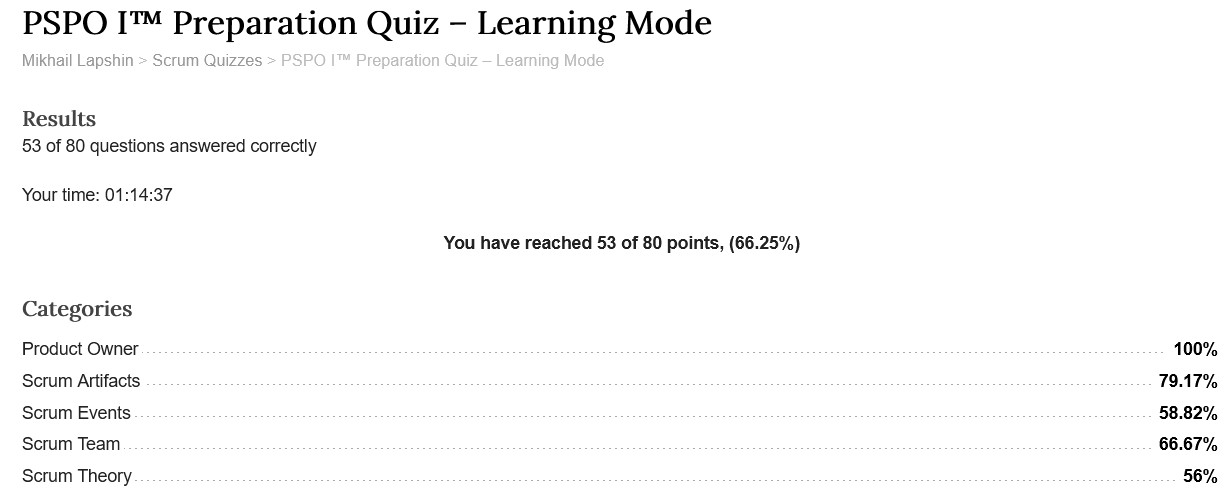 PSPO I™ Preparation Quiz – Learning Mode
Mikhail Lapshin > Scrum Quizzes > PSPO I™ Preparation Quiz – Learning Mode
Results
53 of 80 questions answered correctly
Your time: 01:14:37
You have reached 53 of 80 points, (66.25%)
Categories
Product Owner 100%
Scrum Artifacts 79.17%
Scrum Events 58.82%
Scrum Team 66.67%
Scrum Theory 56%